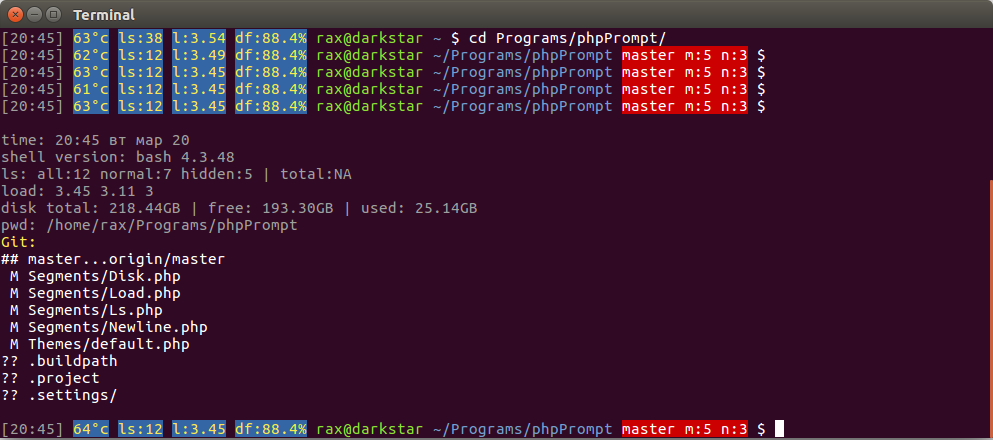 Terminal
[20:45] 63°c ls:38 l:3.54 df:88.4% rax@darkstar ~ $ cd Programs/phpPrompt/
[20:45] 62°c ls:12 l:3.49 df:88.4% rax@darkstar ~/Programs/phpPrompt master m:5 n:3 $
[20:45] 63°c ls:12 l:3.45 df:88.4% rax@darkstar ~/Programs/phpPrompt master m:5 n:3 $
[20:45] 61°c ls:12 l:3.45 df:88.4% rax@darkstar ~/Programs/phpPrompt master m:5 n:3 $
[20:45] 63°c ls:12 l:3.45 df:88.4% rax@darkstar ~/Programs/phpPrompt master m:5 n:3 $
time: 20:45 вт мар 20
shell version: bash 4.3.48
ls: all:12 normal:7 hidden:5 | total:NA
load: 3.45 3.11 3
disk total: 218.44GB | free: 193.30GB | used: 25.14GB
pwd: /home/rax/Programs/phpPrompt
Git:
## master...origin/master
 M Segments/Disk.php
 M Segments/Load.php
 M Segments/Ls.php
 M Segments/Newline.php
 M Themes/default.php
?? .buildpath
?? .project
?? .settings/
[20:45] 64°c ls:12 l:3.45 df:88.4% rax@darkstar ~/Programs/phpPrompt master m:5 n:3 $